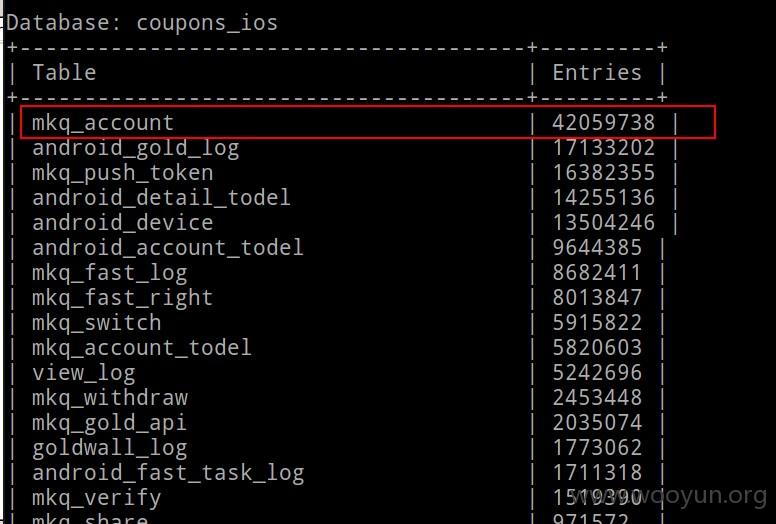 Database: coupons_ios
+---------------------------------------+---------+
| Table | Entries |
+---------------------------------------+---------+
| mkq_account | 42059738 |
| android_gold_log | 17133202 |
| mkq_push_token | 16382355 |
| android_detail_todel | 14255136 |
| android_device | 13504246 |
| android_account_todel | 9644385 |
| mkq_fast_log | 8682411 |
| mkq_fast_right | 8013847 |
| mkq_switch | 5915822 |
| mkq_account_todel | 5820603 |
| view_log | 5242696 |
| mkq_withdraw | 2453448 |
| mkq_gold_api | 2035074 |
| goldwall_log | 1773062 |
| android_fast_task_log | 1711318 |
| mkq_verify | 1519390 |
www.wooyun.org
| mkq_share | 971572 |